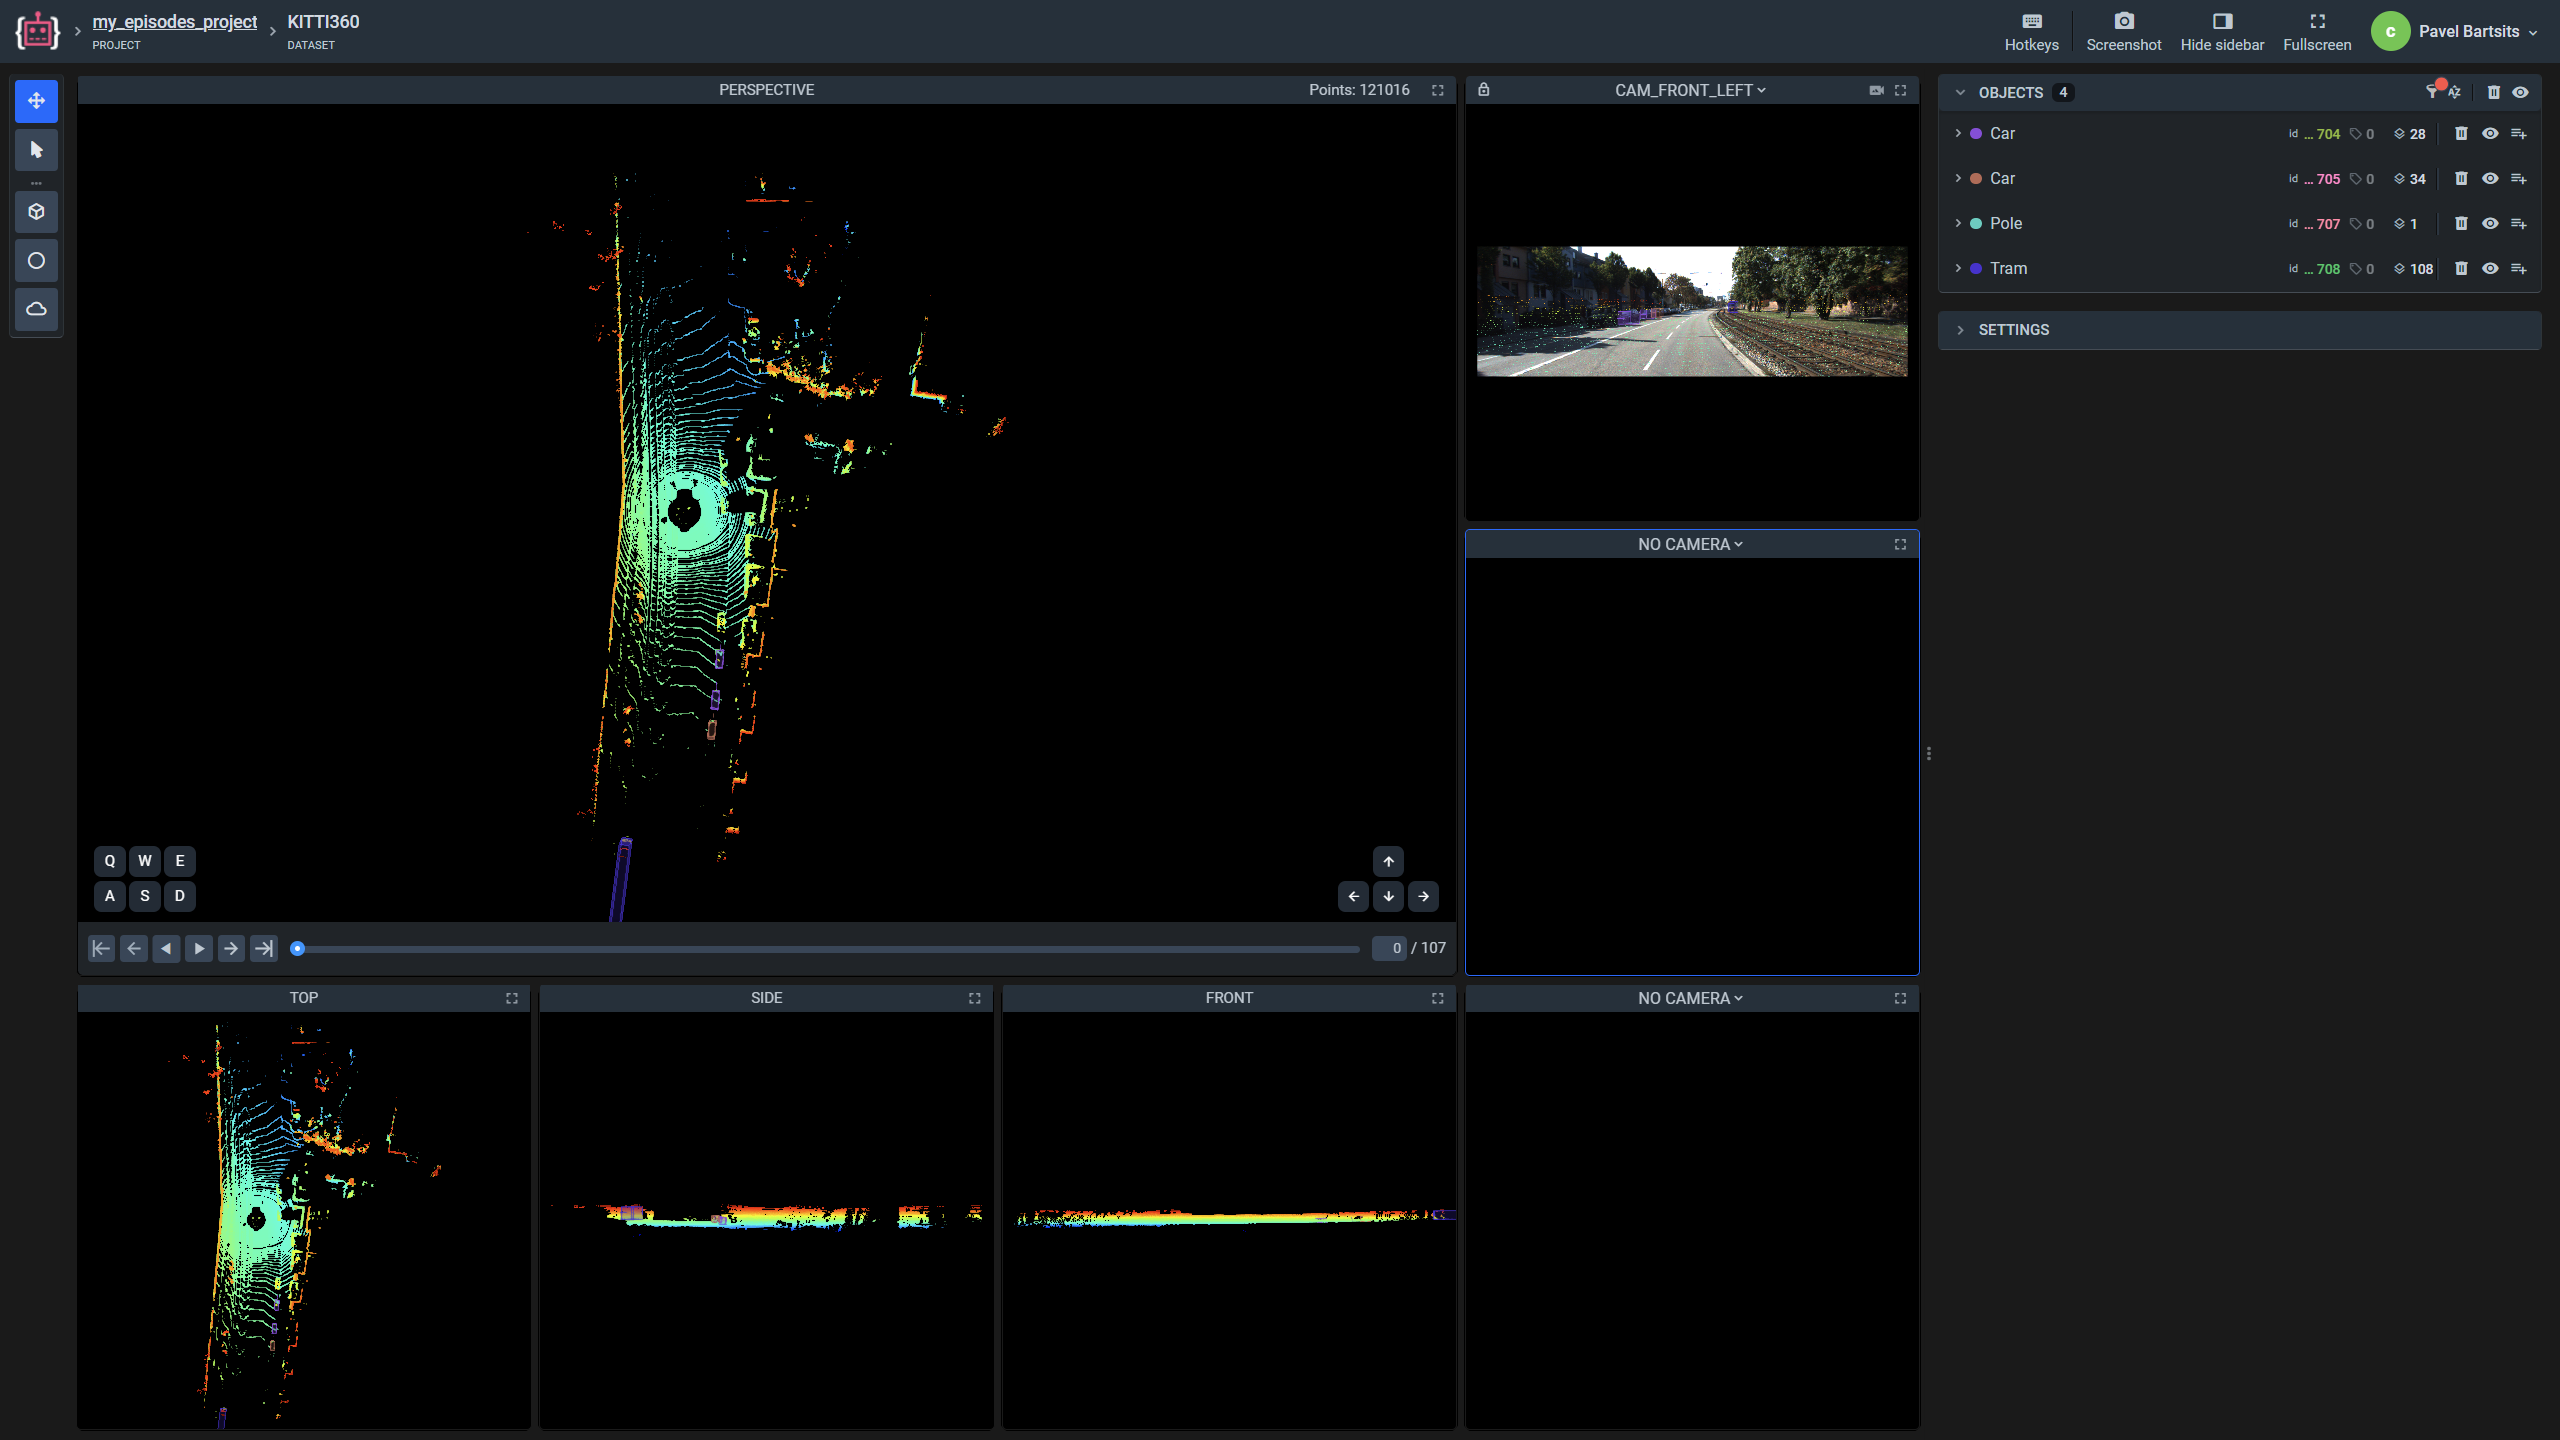 my_episodes_project
PROJECT
KITTI360
DATASET
Hotkeys
Screenshot
Hide sidebar
Fullscreen
c
Pavel Bartsits
PERSPECTIVE
Points: 121016
Q W E
A S D
0 / 107
TOP
SIDE
FRONT
CAM_FRONT_LEFT
NO CAMERA
NO CAMERA
OBJECTS 4
Car id ... 704 0 28
Car id ... 705 0 34
Pole id ... 707 0 1
Tram id ... 708 0 108
SETTINGS